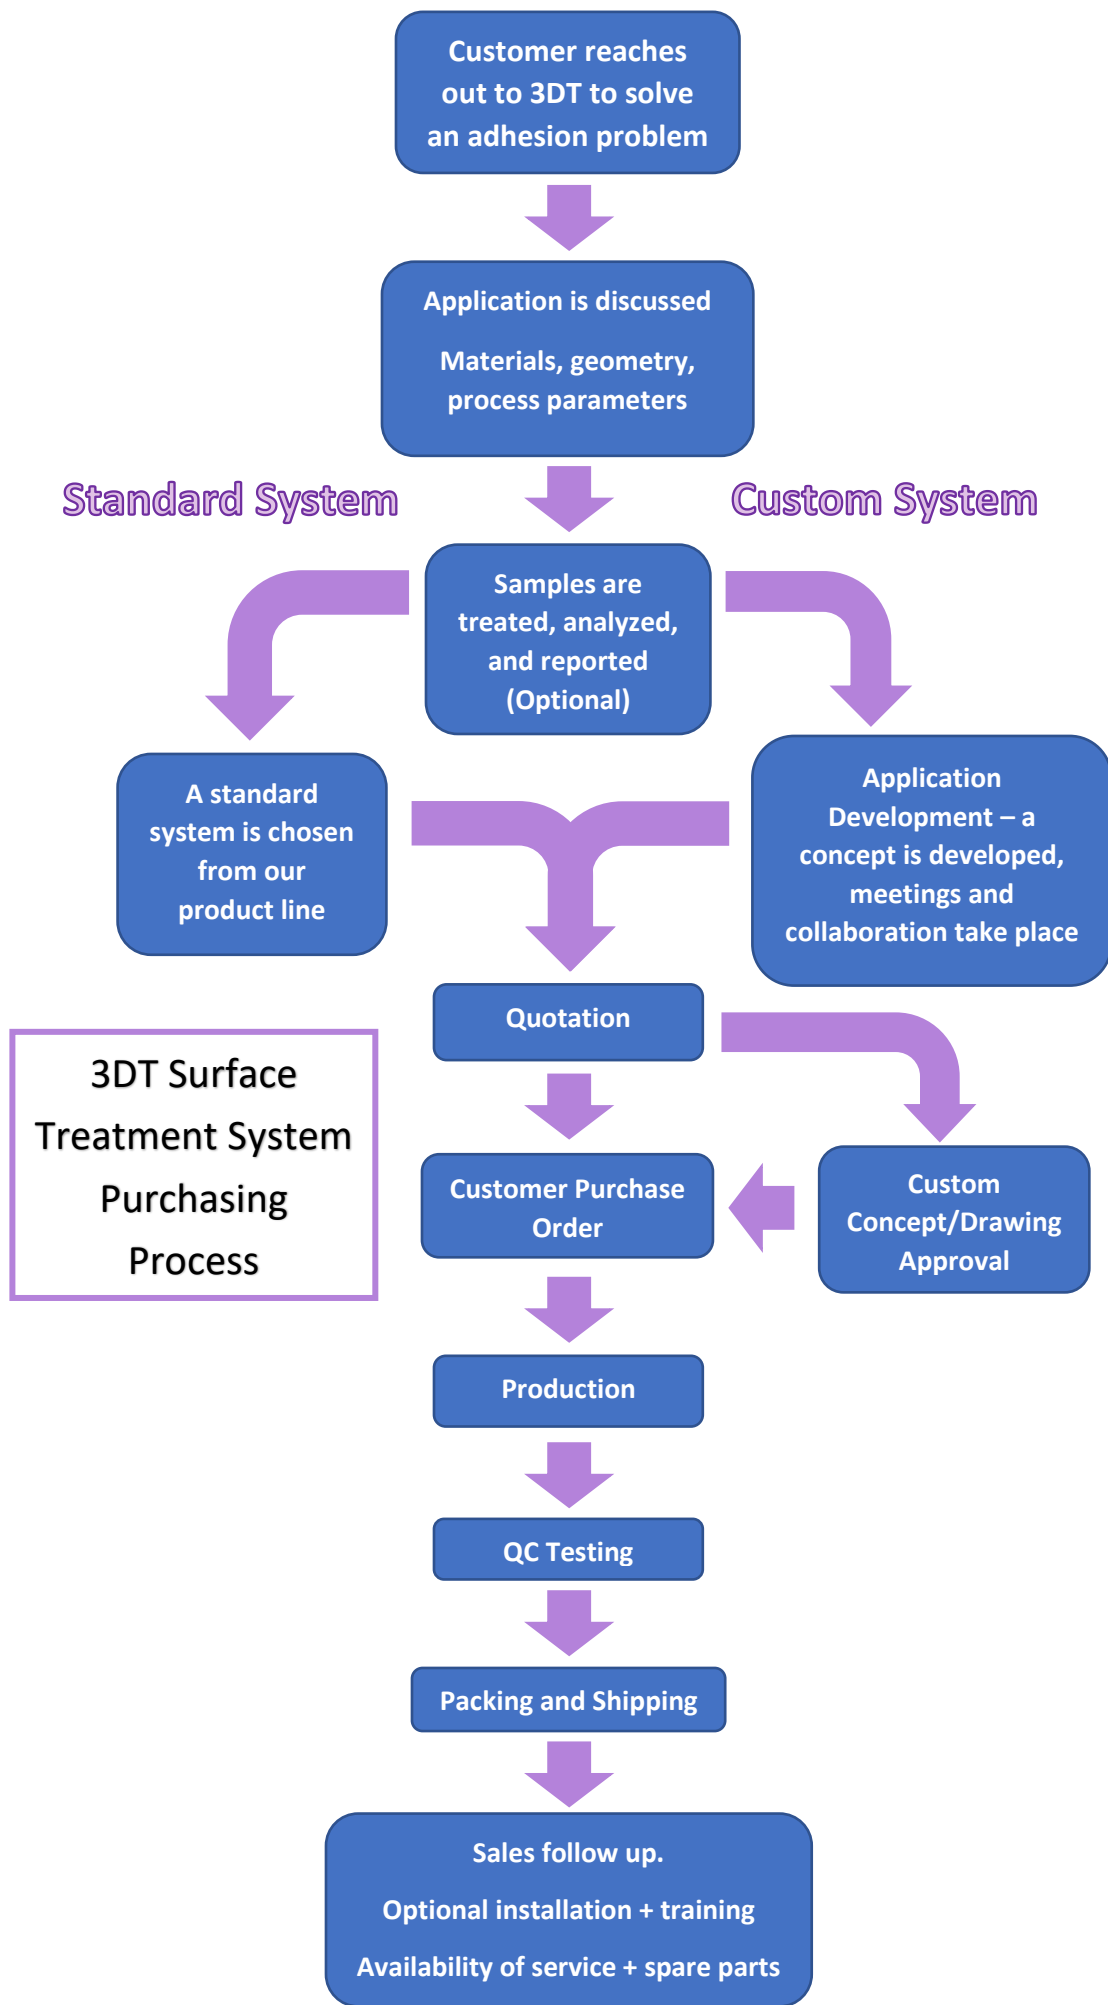 Customer reaches
out to 3DT to solve
an adhesion problem
Application is discussed
Materials, geometry,
process parameters
Standard System
Custom System
Samples are
treated, analyzed,
and reported
(Optional)
A standard
system is chosen
from our
product line
Application
Development – a
concept is developed,
meetings and
collaboration take place
Quotation
3DT Surface
Treatment System
Purchasing
Process
Customer Purchase
Order
Custom
Concept/Drawing
Approval
Production
QC Testing
Packing and Shipping
Sales follow up.
Optional installation + training
Availability of service + spare parts